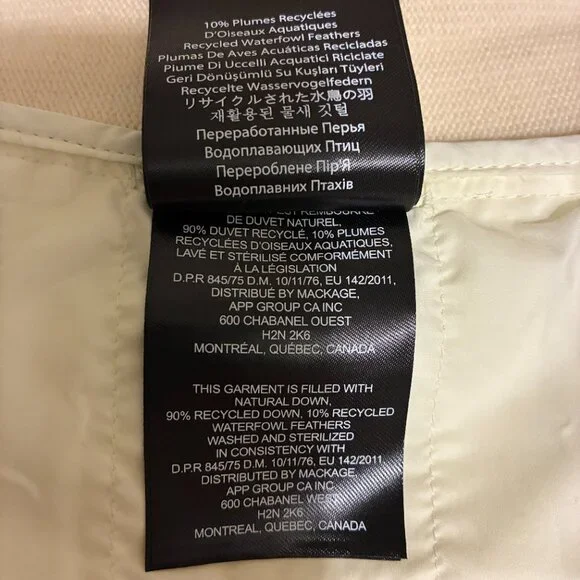 10% Plumes Recyclées
D'Oiseaux Aquatiques
Recycled Waterfowl Feathers
Plumas De Aves Acuáticas Recicladas
Piume Di Uccelli Acquatici Riciclate
Geri Dönüşümlü Su Kuşları Tüyleri
Recycelte Wasservogelfedern
リサイクルされた水鳥の羽
재활용된 물새 깃털
Переработанные Перья
Водоплавающих Птиц
Перероблене Пір'Я
Водоплавних Птахів
REMBOURRÉ
DE DUVET NATUREL,
90% DUVET RECYCLÉ, 10% PLUMES
RECYCLÉES D'OISEAUX AQUATIQUES,
LAVÉ ET STÉRILISÉ CONFORMÉMENT
À LA LÉGISLATION
D.P.R 845/75 D.M. 10/11/76, EU 142/2011,
DISTRIBUÉ BY MACKAGE,
APP GROUP CA INC
600 CHABANEL OUEST
H2N 2K6
MONTRÉAL, QUÉBEC, CANADA
THIS GARMENT IS FILLED WITH
NATURAL DOWN,
90% RECYCLED DOWN, 10% RECYCLED
WATERFOWL FEATHERS
WASHED AND STERILIZED
IN CONSISTENCY WITH
D.P.R 845/75 D.M. 10/11/76, EU 142/2011,
DISTRIBUTED BY MACKAGE
APP GROUP CA INC.
600 CHABANEL WEST
H2N 2K6
MONTREAL, QUEBEC, CANADA